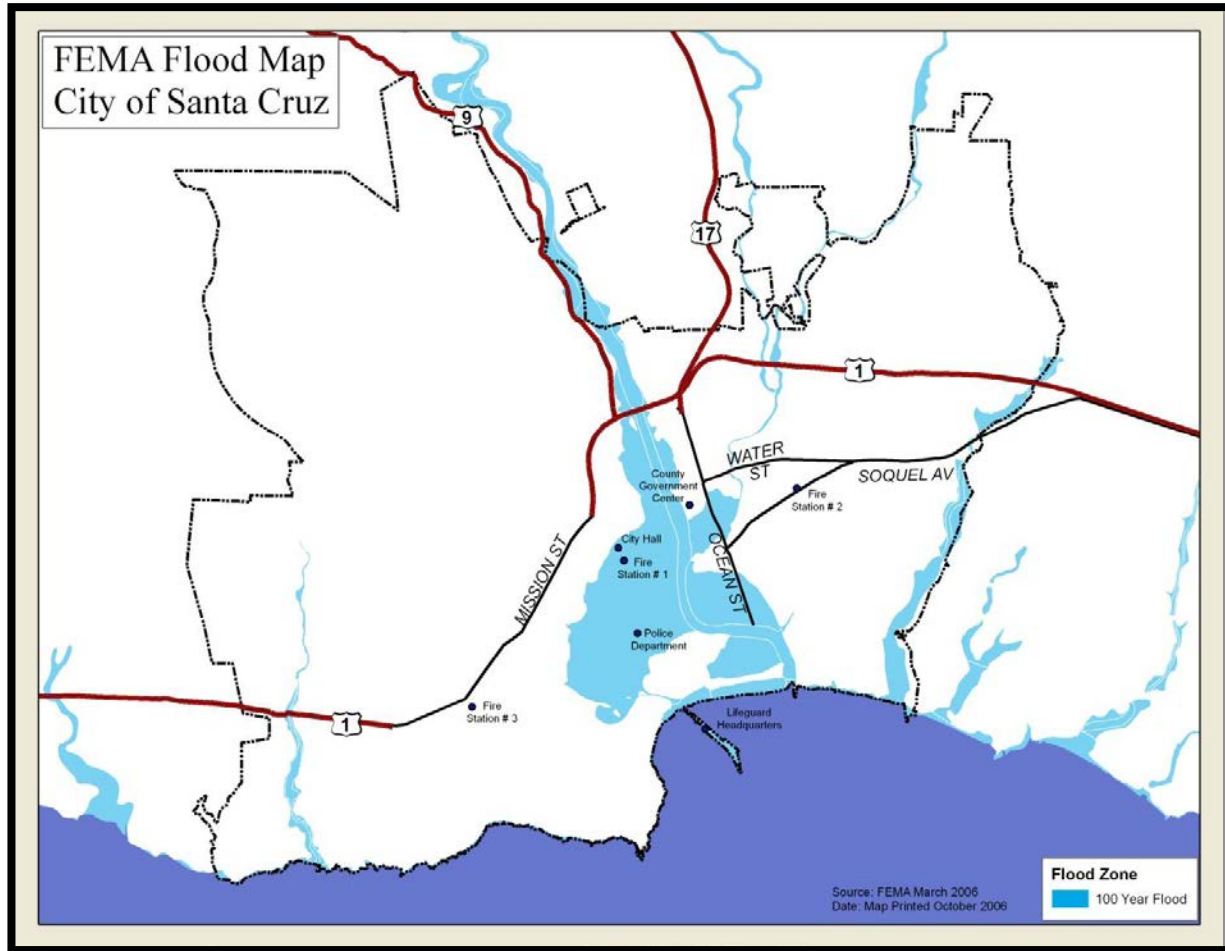 FEMA Flood Map
City of Santa Cruz
9
17
1
WATER
ST
SOQUEL AV
County
Government
Center
Fire
Station # 2
City Hall
Fire
Station # 1
OCEAN ST
MISSION ST
Police
Department
Fire
Station # 3
1
Lifeguard
Headquarters
Source: FEMA March 2006
Date: Map Printed October 2006
Flood Zone
100 Year Flood